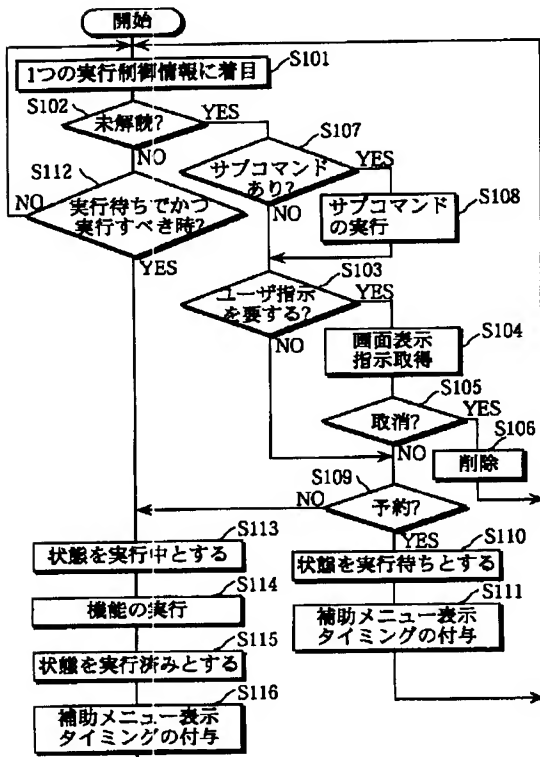 開始
1つの実行制御情報に着目
S101
S102
未解読?
YES
NO
S107
サブコマンド
あり?
YES
NO
S108
サブコマンド
の実行
S112
実行待ちでかつ
実行すべき時?
NO
YES
S103
ユーザ指示
を要する?
YES
NO
S104
画面表示
指示取得
S105
取消?
YES
NO
S106
削除
S109
予約?
NO
YES
S113
状態を実行中とする
S110
状態を実行待ちとする
S114
機能の実行
S111
補助メニュー表示
タイミングの付与
S115
状態を実行済みとする
S116
補助メニュー表示
タイミングの付与